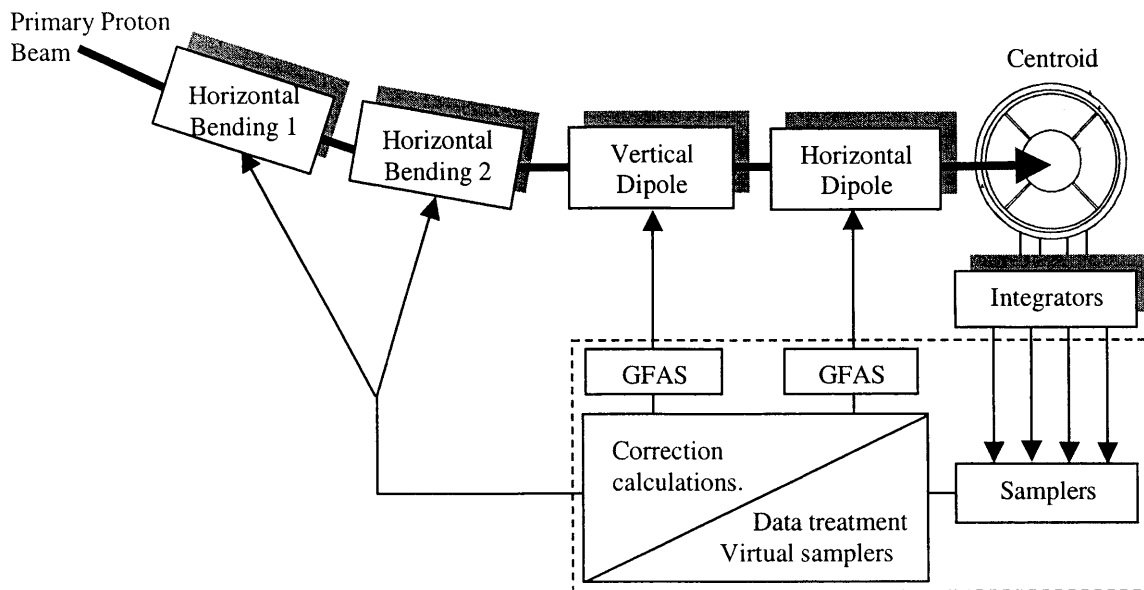 Primary Proton
Beam
Centroid
Horizontal
Bending 1
Horizontal
Bending 2
Vertical
Dipole
Horizontal
Dipole
Integrators
GFAS
GFAS
Correction
calculations.
Samplers
Data treatment
Virtual samplers